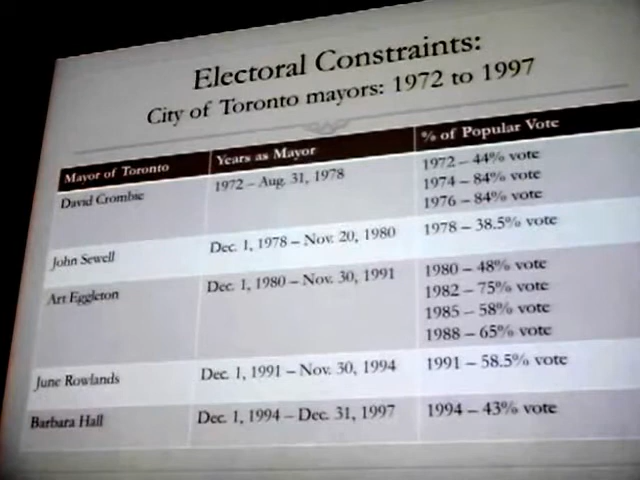 Electoral Constraints:
City of Toronto mayors: 1972 to 1997
Mayor of Toronto Years as Mayor % of Popular Vote
David Crombie 1972 – Aug. 31, 1978 1972 – 44% vote
1974 – 84% vote
1976 – 84% vote
John Sewell Dec. 1, 1978 – Nov. 20, 1980 1978 – 38.5% vote
Art Eggleton Dec. 1, 1980 – Nov. 30, 1991 1980 – 48% vote
1982 – 75% vote
1985 – 58% vote
1988 – 65% vote
June Rowlands Dec. 1, 1991 – Nov. 30, 1994 1991 – 58.5% vote
Barbara Hall Dec. 1, 1994 – Dec. 31, 1997 1994 – 43% vote